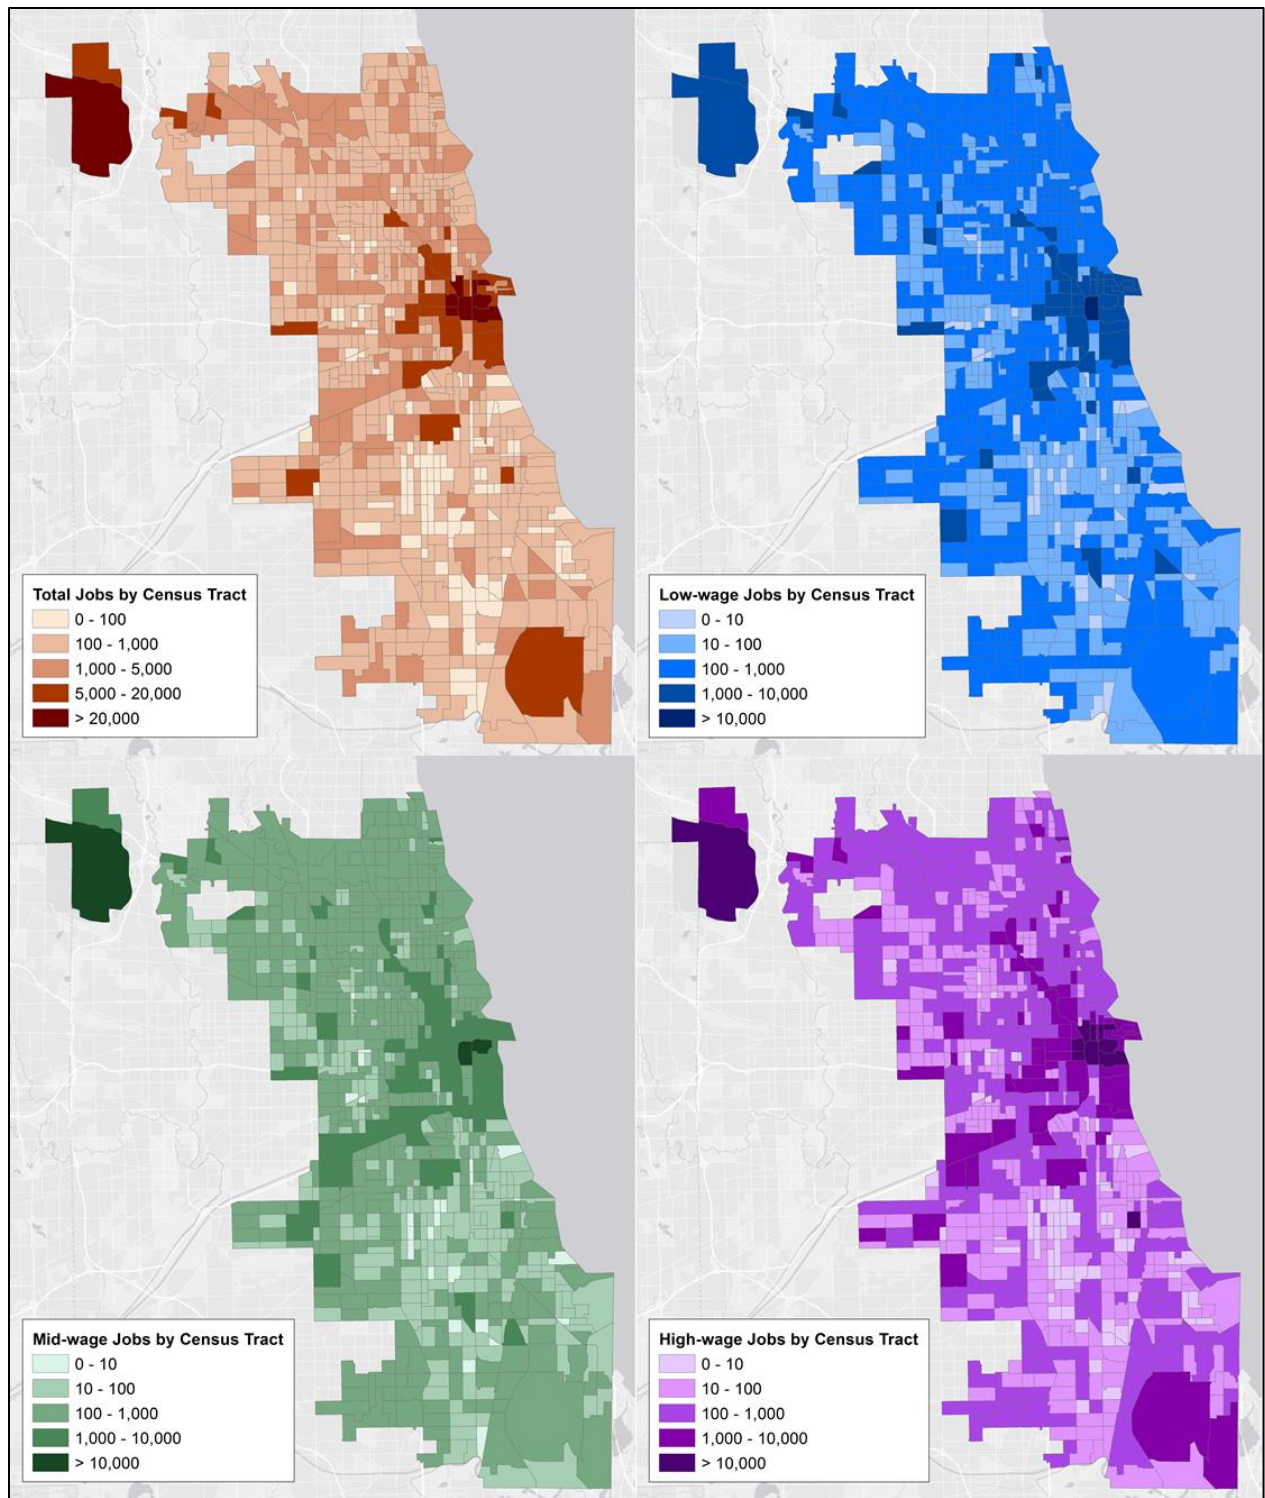 Total Jobs by Census Tract
0 - 100
100 - 1,000
1,000 - 5,000
5,000 - 20,000
> 20,000
Low-wage Jobs by Census Tract
0 - 10
10 - 100
100 - 1,000
1,000 - 10,000
> 10,000
Mid-wage Jobs by Census Tract
0 - 10
10 - 100
100 - 1,000
1,000 - 10,000
> 10,000
High-wage Jobs by Census Tract
0 - 10
10 - 100
100 - 1,000
1,000 - 10,000
> 10,000